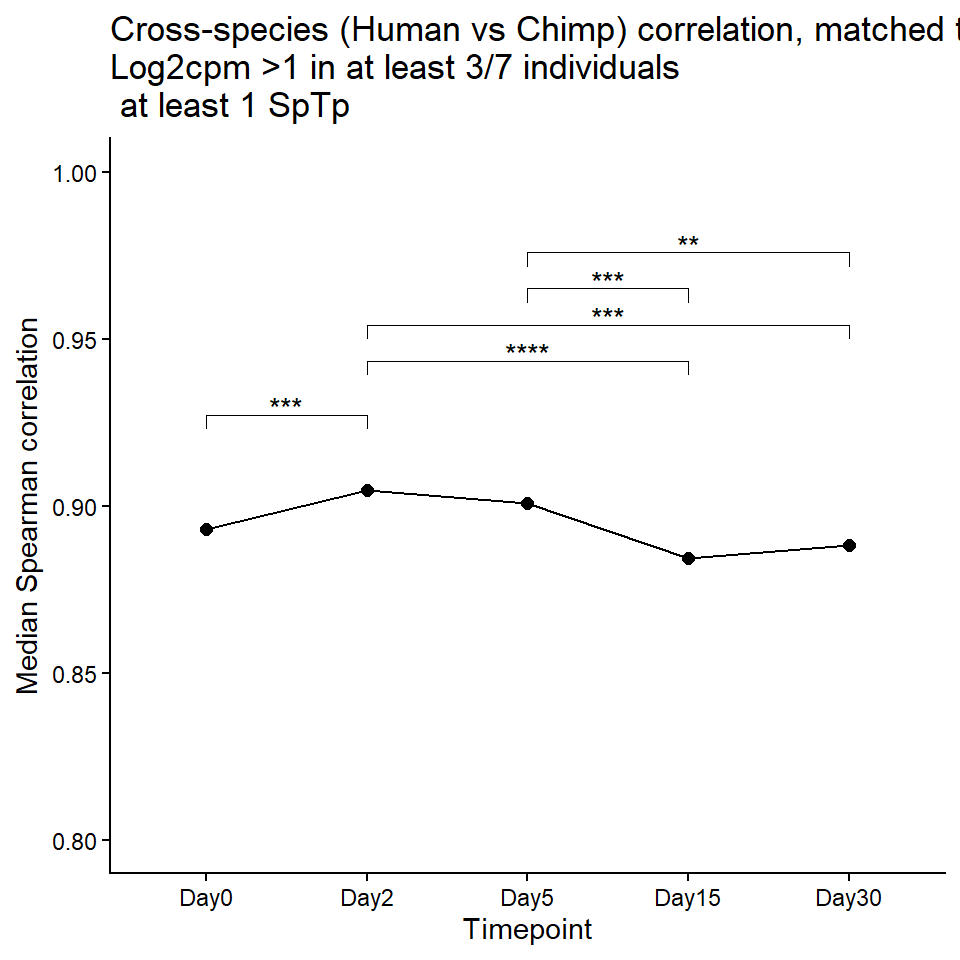 Cross-species (Human vs Chimp) correlation, matched
Log2cpm >1 in at least 3/7 individuals
at least 1 SpTp
1.00
**
***
***
0.95
****
***
0.90
0.85
0.80
Median Spearman correlation
Day0 Day2 Day5 Day15 Day30
Timepoint